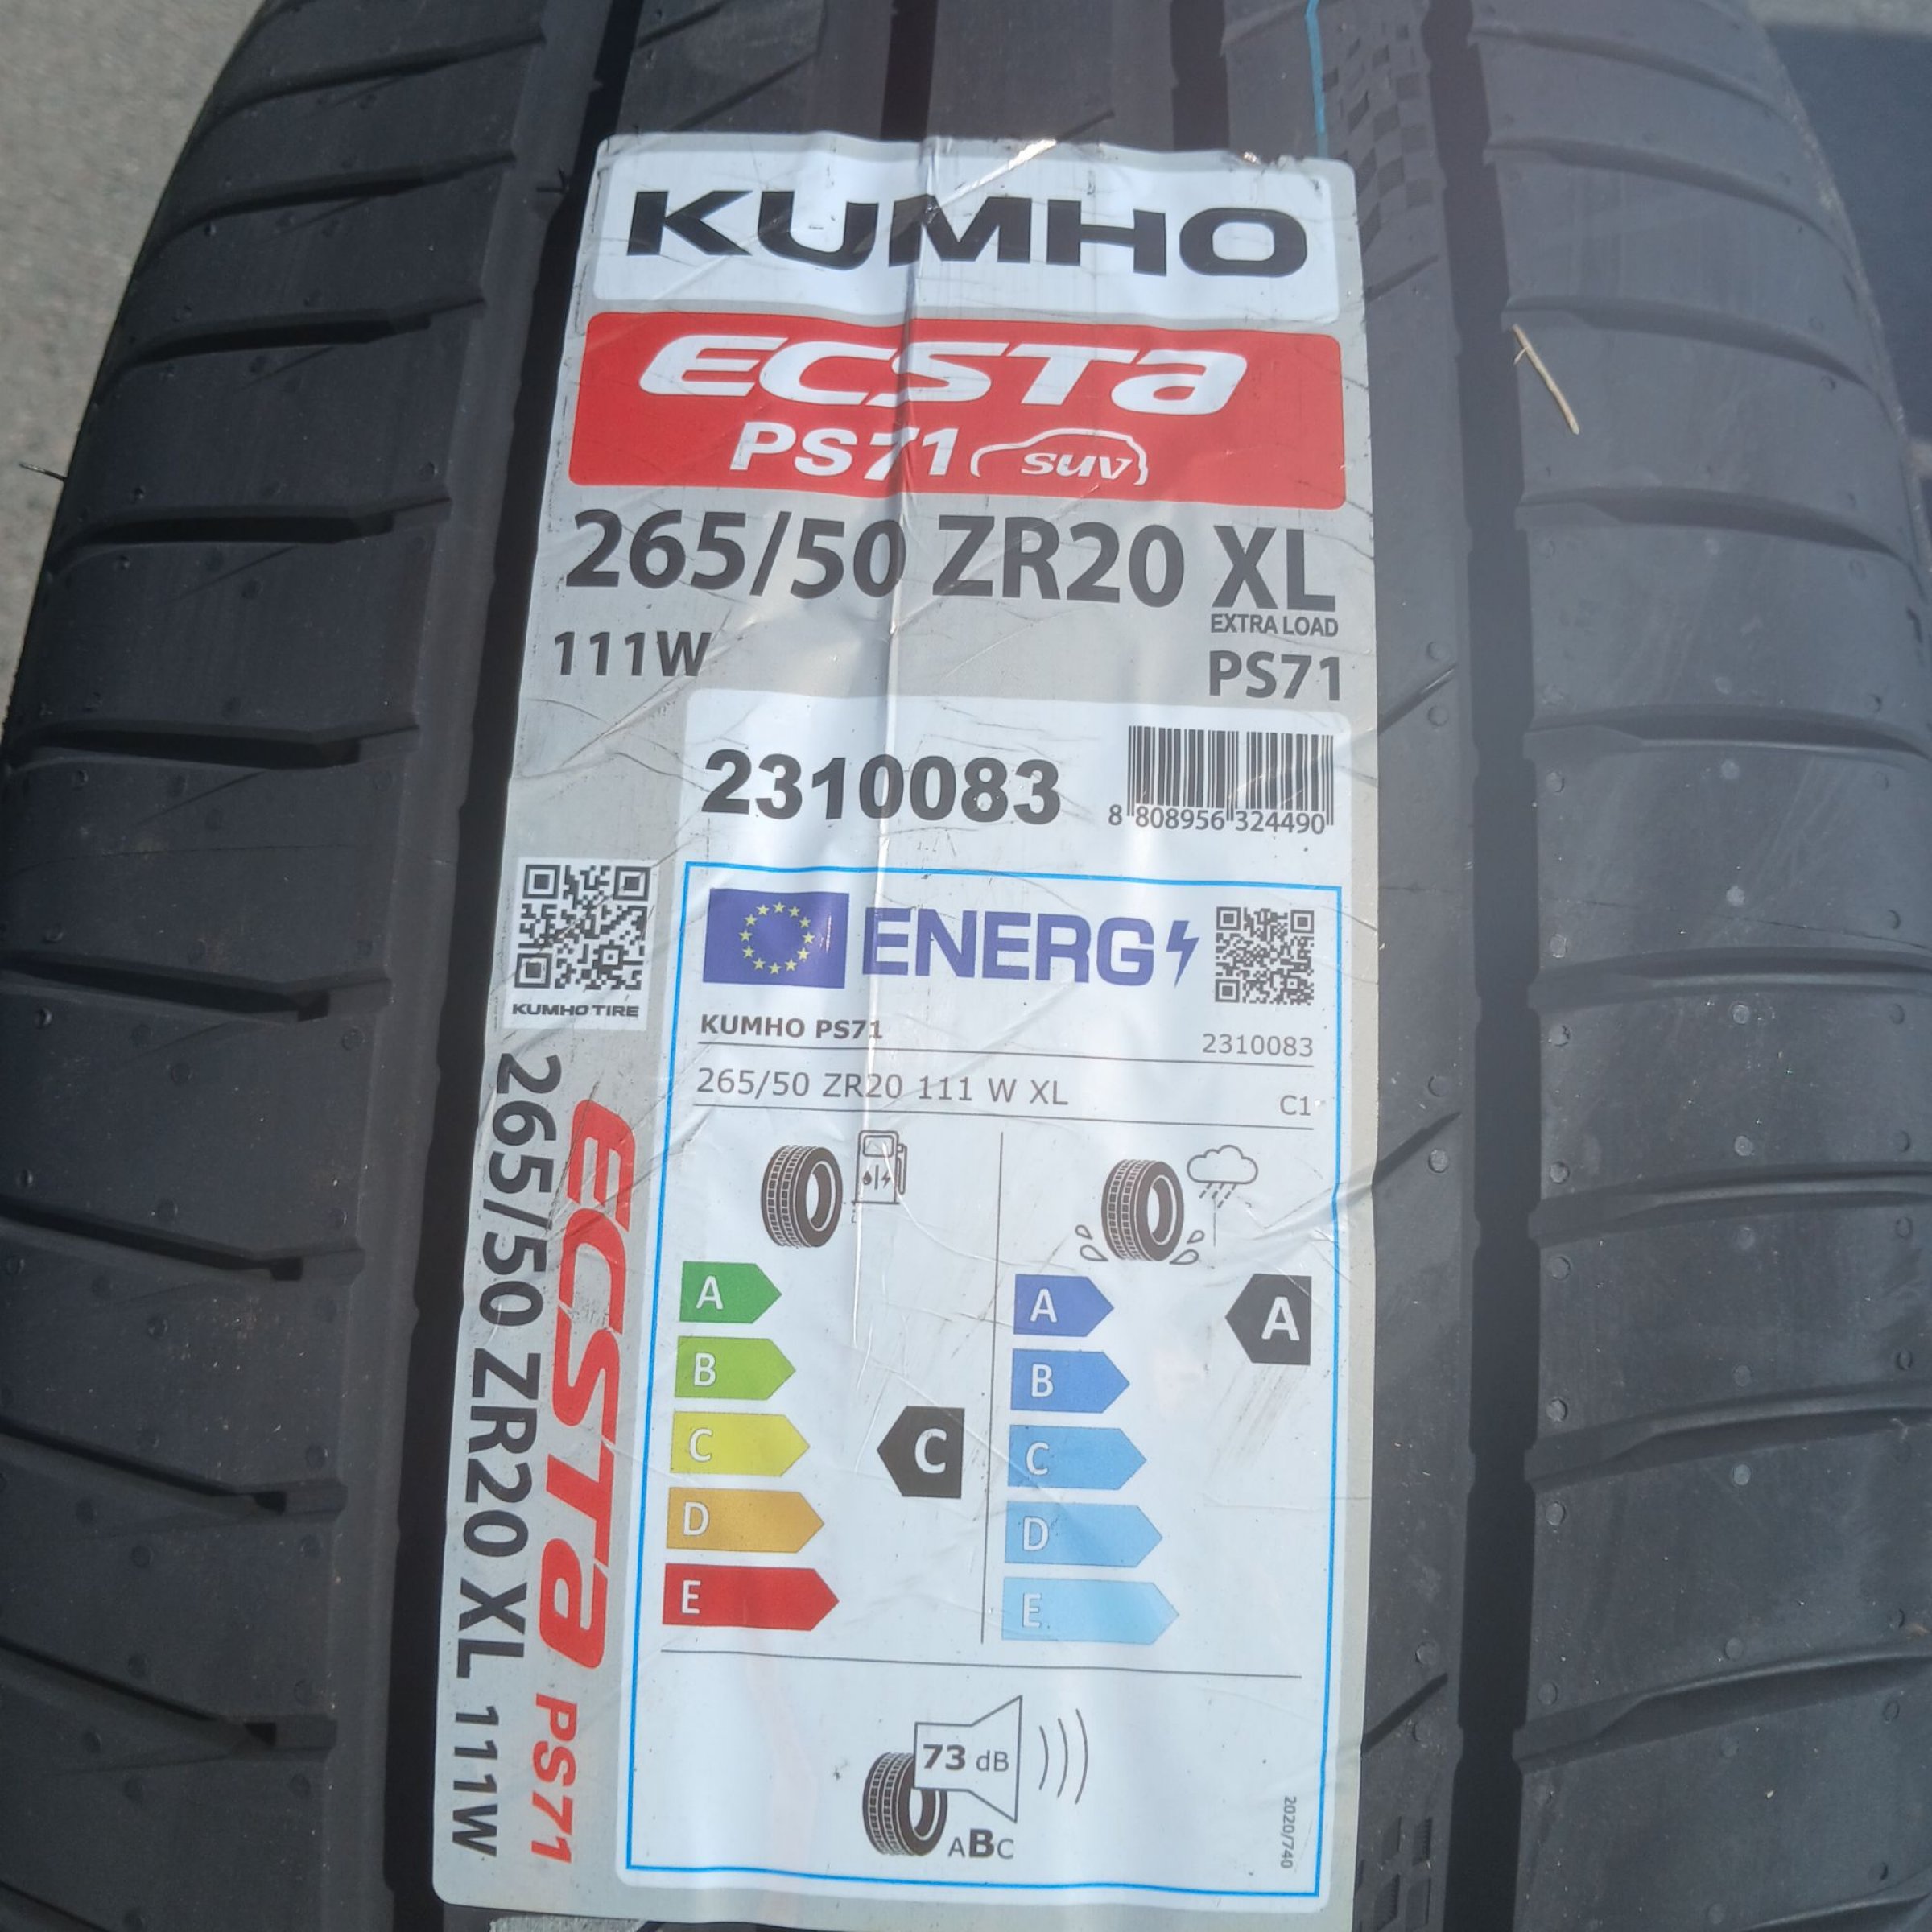 KUMHO
ECSTA
PS71 SUV
265/50 ZR20 XL
EXTRA LOAD
111W PS71
2310083
8 808956 324490
KUMHO TIRE
ENERG
KUMHO PS71 2310083
265/50 ZR20 111 W XL C1
A
B
C
D
E
C
A
B
C
D
E
A
73 dB
ABC
2020/740
ECSTA PS71
265/50 ZR20 XL 111W